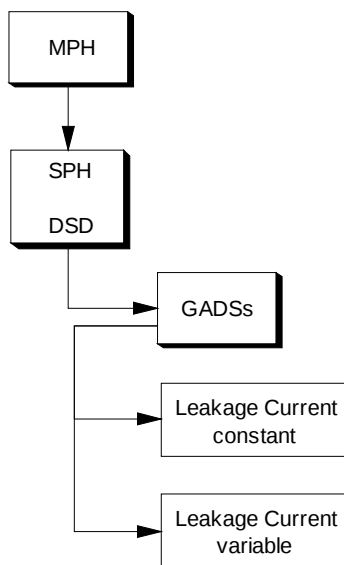 MPH
SPH
DSD
GADSs
Leakage Current
constant
Leakage Current
variable